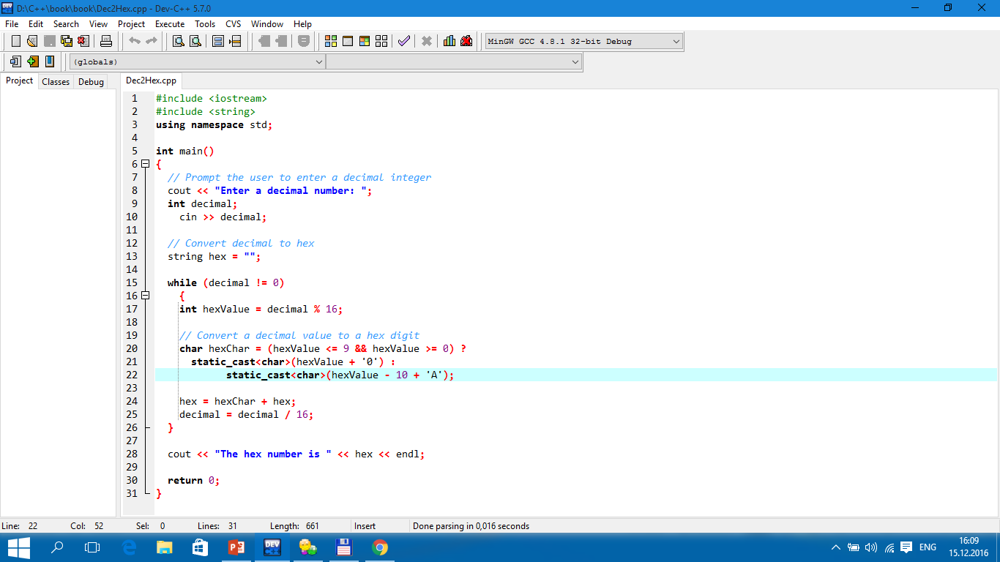 D:\C++\book\book\Dec2Hex.cpp - Dev-C++ 5.7.0
File Edit Search View Project Execute Tools CVS Window Help
MinGW GCC 4.8.1 32-bit Debug
(globals)
Project Classes Debug Dec2Hex.cpp
1 #include <iostream>
2 #include <string>
3 using namespace std;
4
5 int main()
6 {
7 // Prompt the user to enter a decimal integer
8 cout << "Enter a decimal number: ";
9 int decimal;
10 cin >> decimal;
11
12 // Convert decimal to hex
13 string hex = "";
14
15 while (decimal != 0)
16 {
17 int hexValue = decimal % 16;
18
19 // Convert a decimal value to a hex digit
20 char hexChar = (hexValue <= 9 && hexValue >= 0) ?
21 static_cast<char>(hexValue + '0') :
22 static_cast<char>(hexValue - 10 + 'A');
23
24 hex = hexChar + hex;
25 decimal = decimal / 16;
26 }
27
28 cout << "The hex number is " << hex << endl;
29
30 return 0;
31 }
Line: 22 Col: 52 Sel: 0 Lines: 31 Length: 661 Insert Done parsing in 0,016 seconds
DEV C++
ENG
16:09
15.12.2016